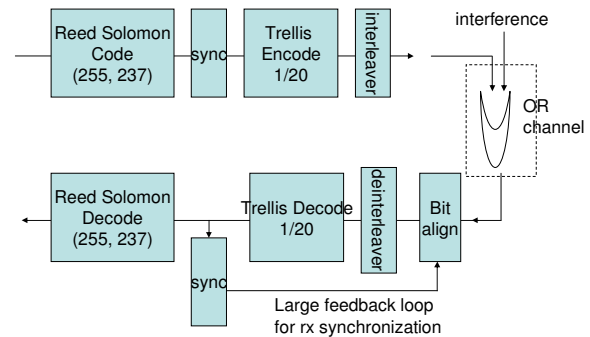 Reed Solomon
Code
(255, 237)
sync
Trellis
Encode
1/20
interleaver
interference
OR
channel
Reed Solomon
Decode
(255, 237)
sync
Trellis Decode
1/20
deinterleaver
Bit
align
Large feedback loop
for rx synchronization